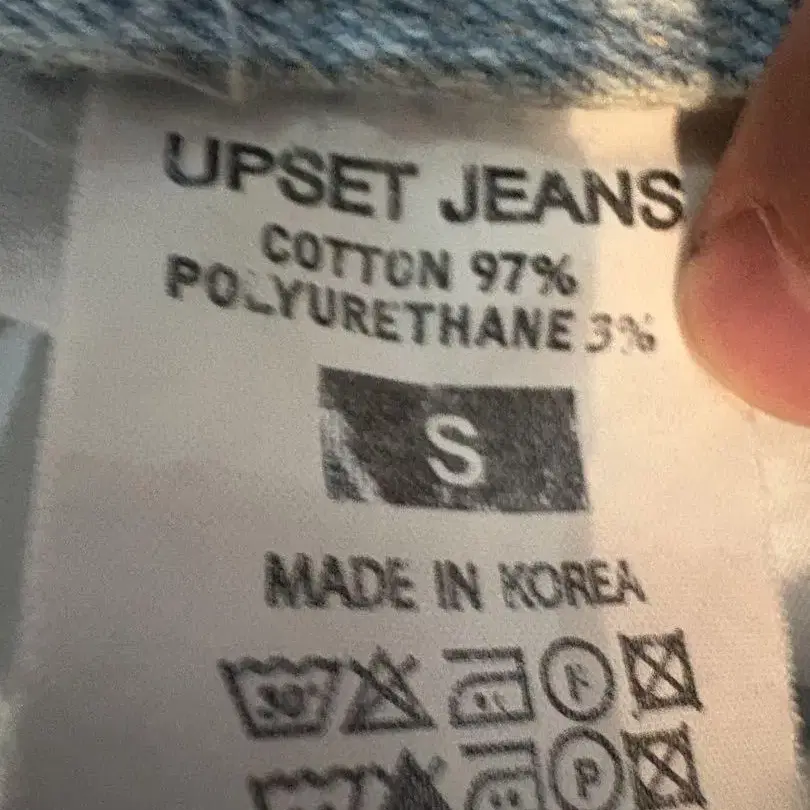 UPSET JEANS
COTTON 97%
POLYURETHANE 3%
S
MADE IN KOREA
30°
P